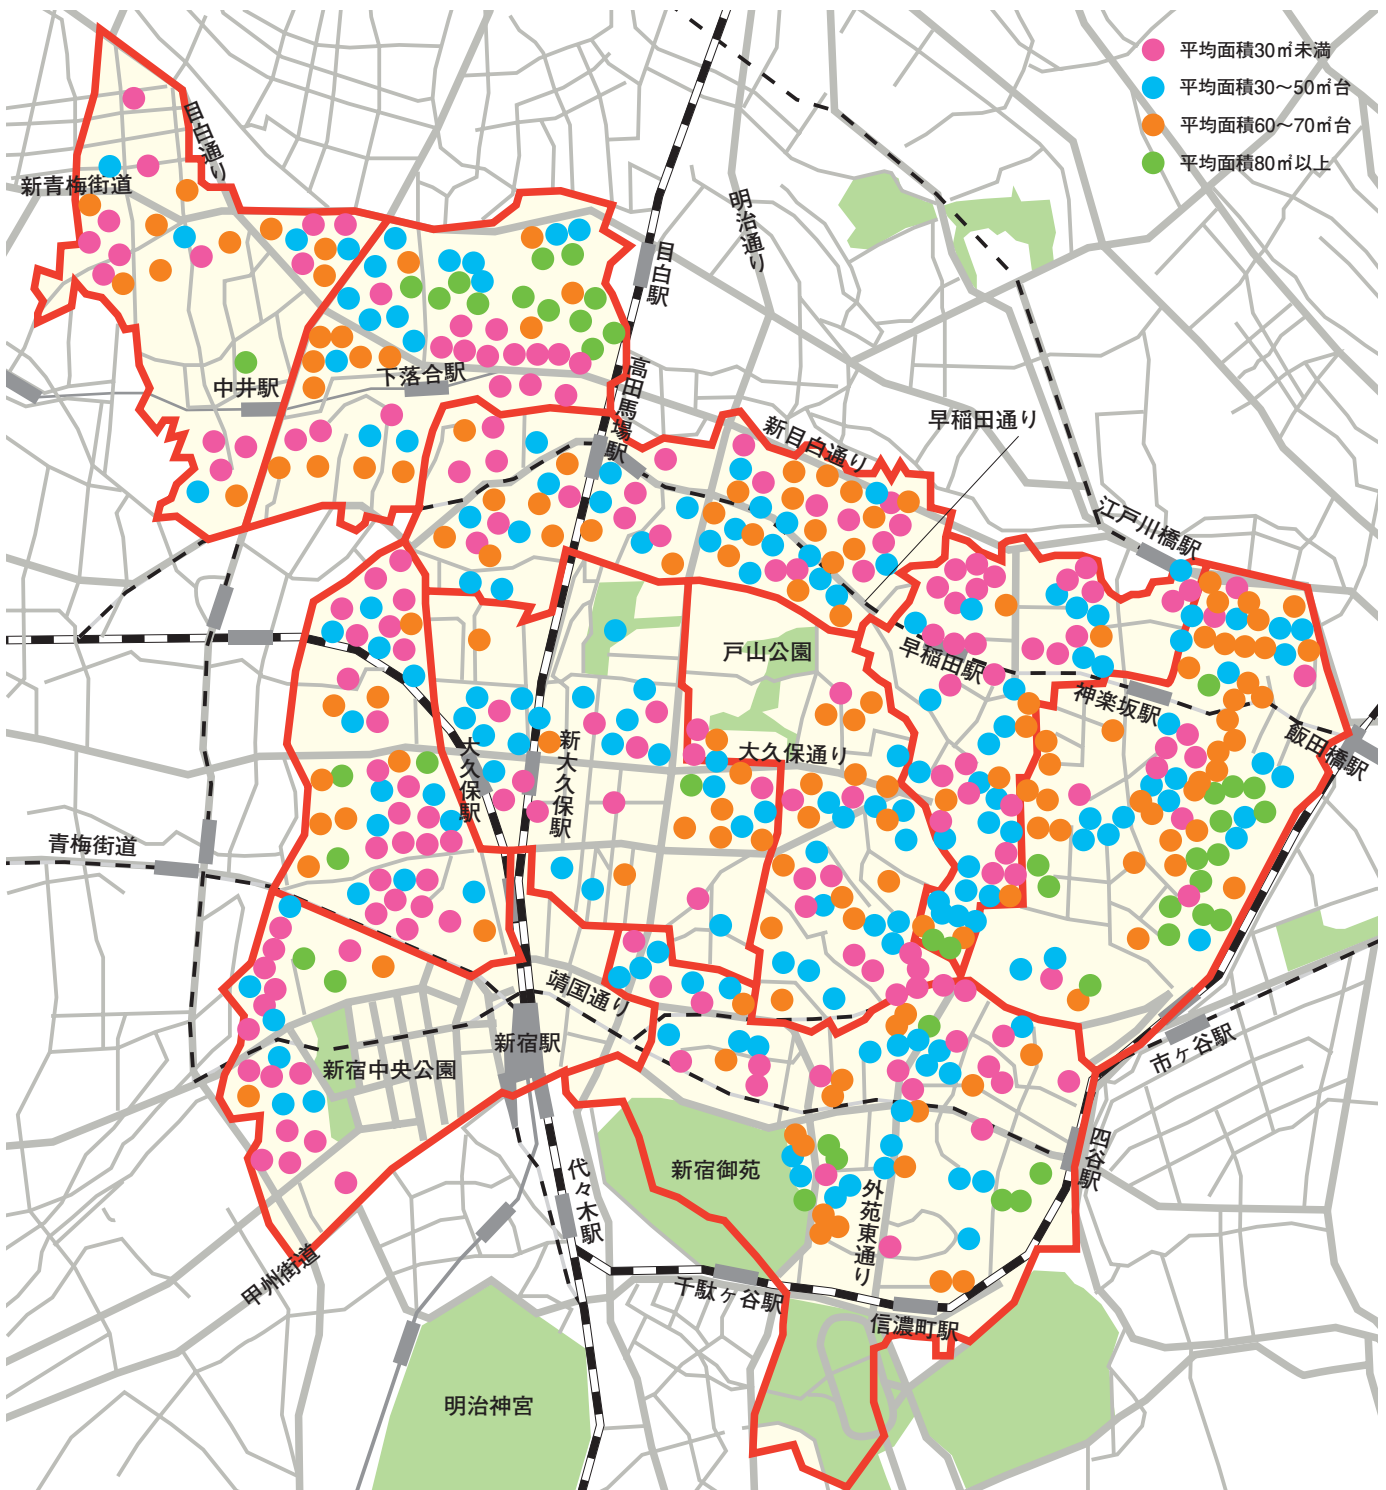 平均面積30㎡未満
平均面積30〜50㎡台
平均面積60〜70㎡台
平均面積80㎡以上
目白通り
新青梅街道
明治通り
目白駅
中井駅
下落合駅
高田馬場駅
新目白通り
早稲田通り
江戸川橋駅
戸山公園
早稲田駅
神楽坂駅
飯田橋駅
大久保通り
大久保駅
新大久保駅
青梅街道
靖国通り
新宿駅
新宿中央公園
市ヶ谷駅
四谷駅
新宿御苑
代々木駅
外苑東通り
甲州街道
千駄ヶ谷駅
信濃町駅
明治神宮